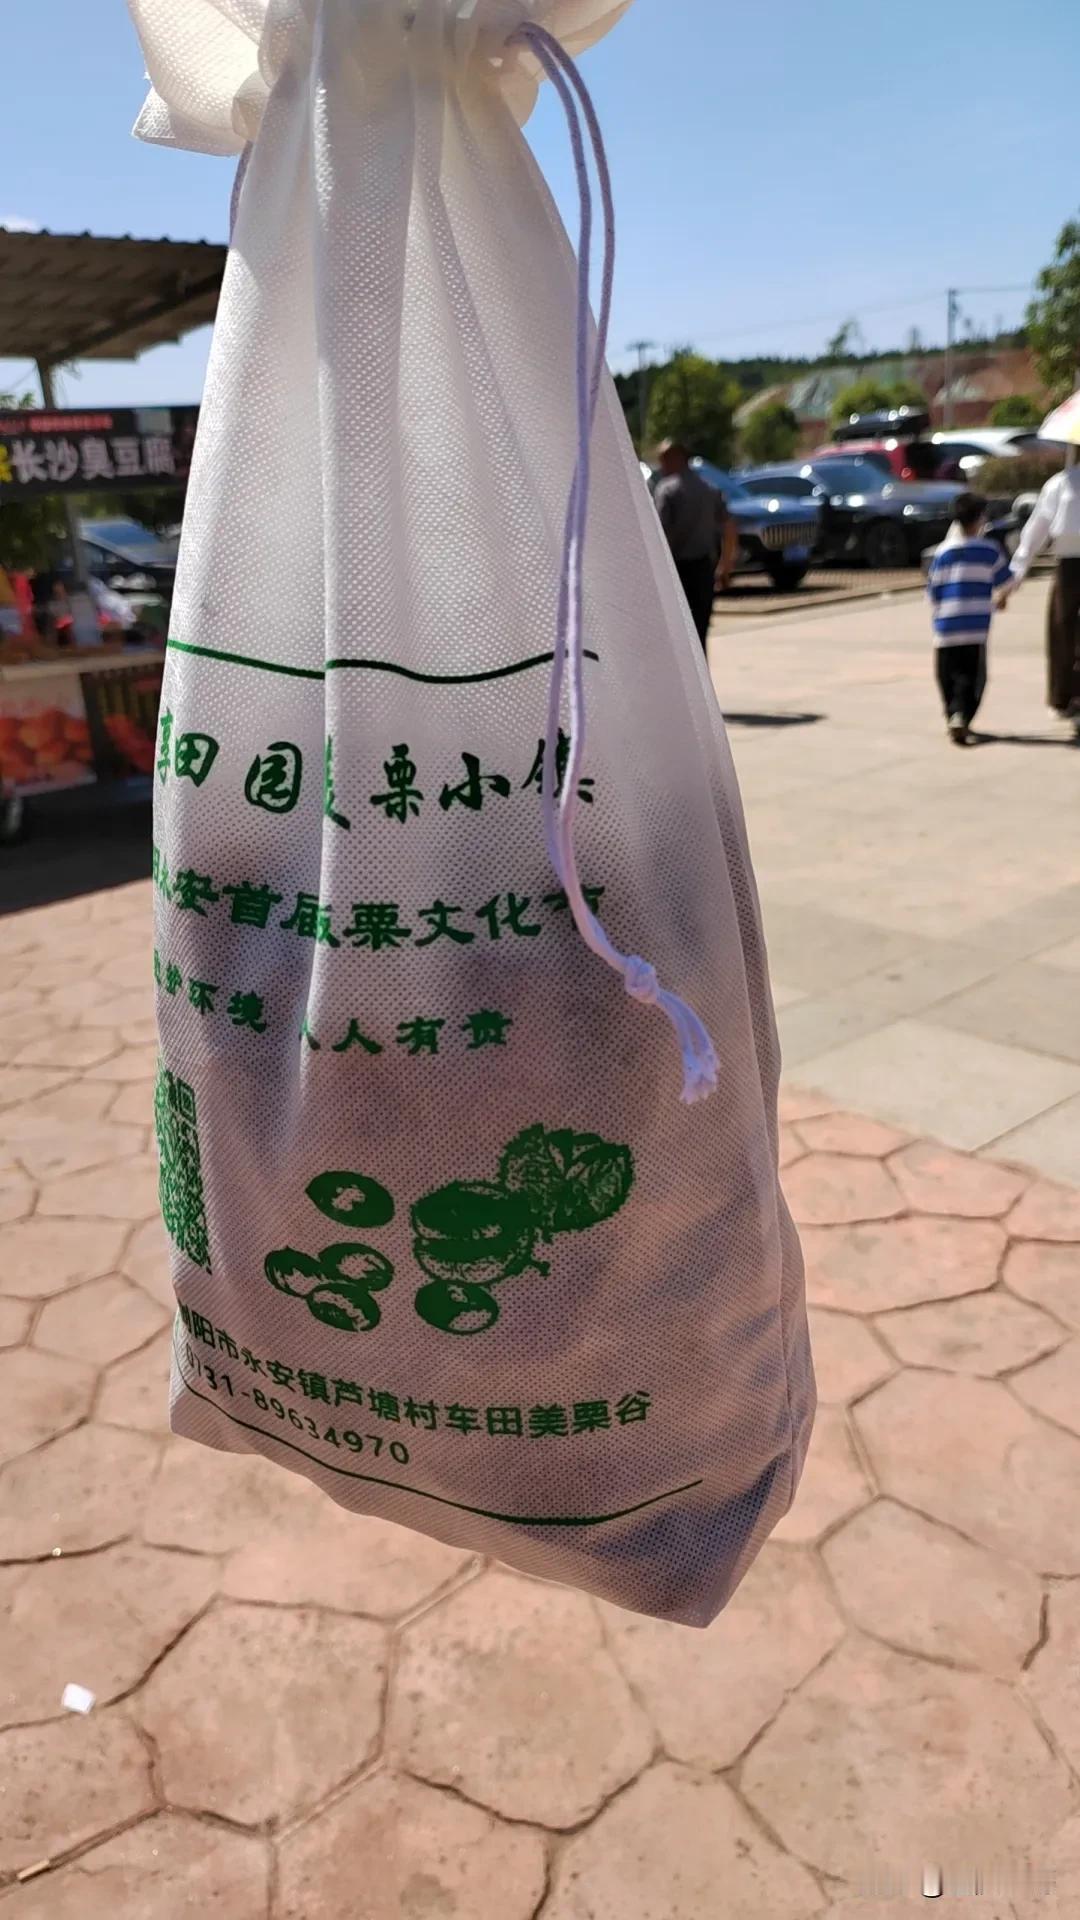 长沙臭豆腐
田园 栗小镇
永安首届栗文化节
护环境 人人有责
浏阳市永安镇芦塘村车田美栗谷
0731-89634970